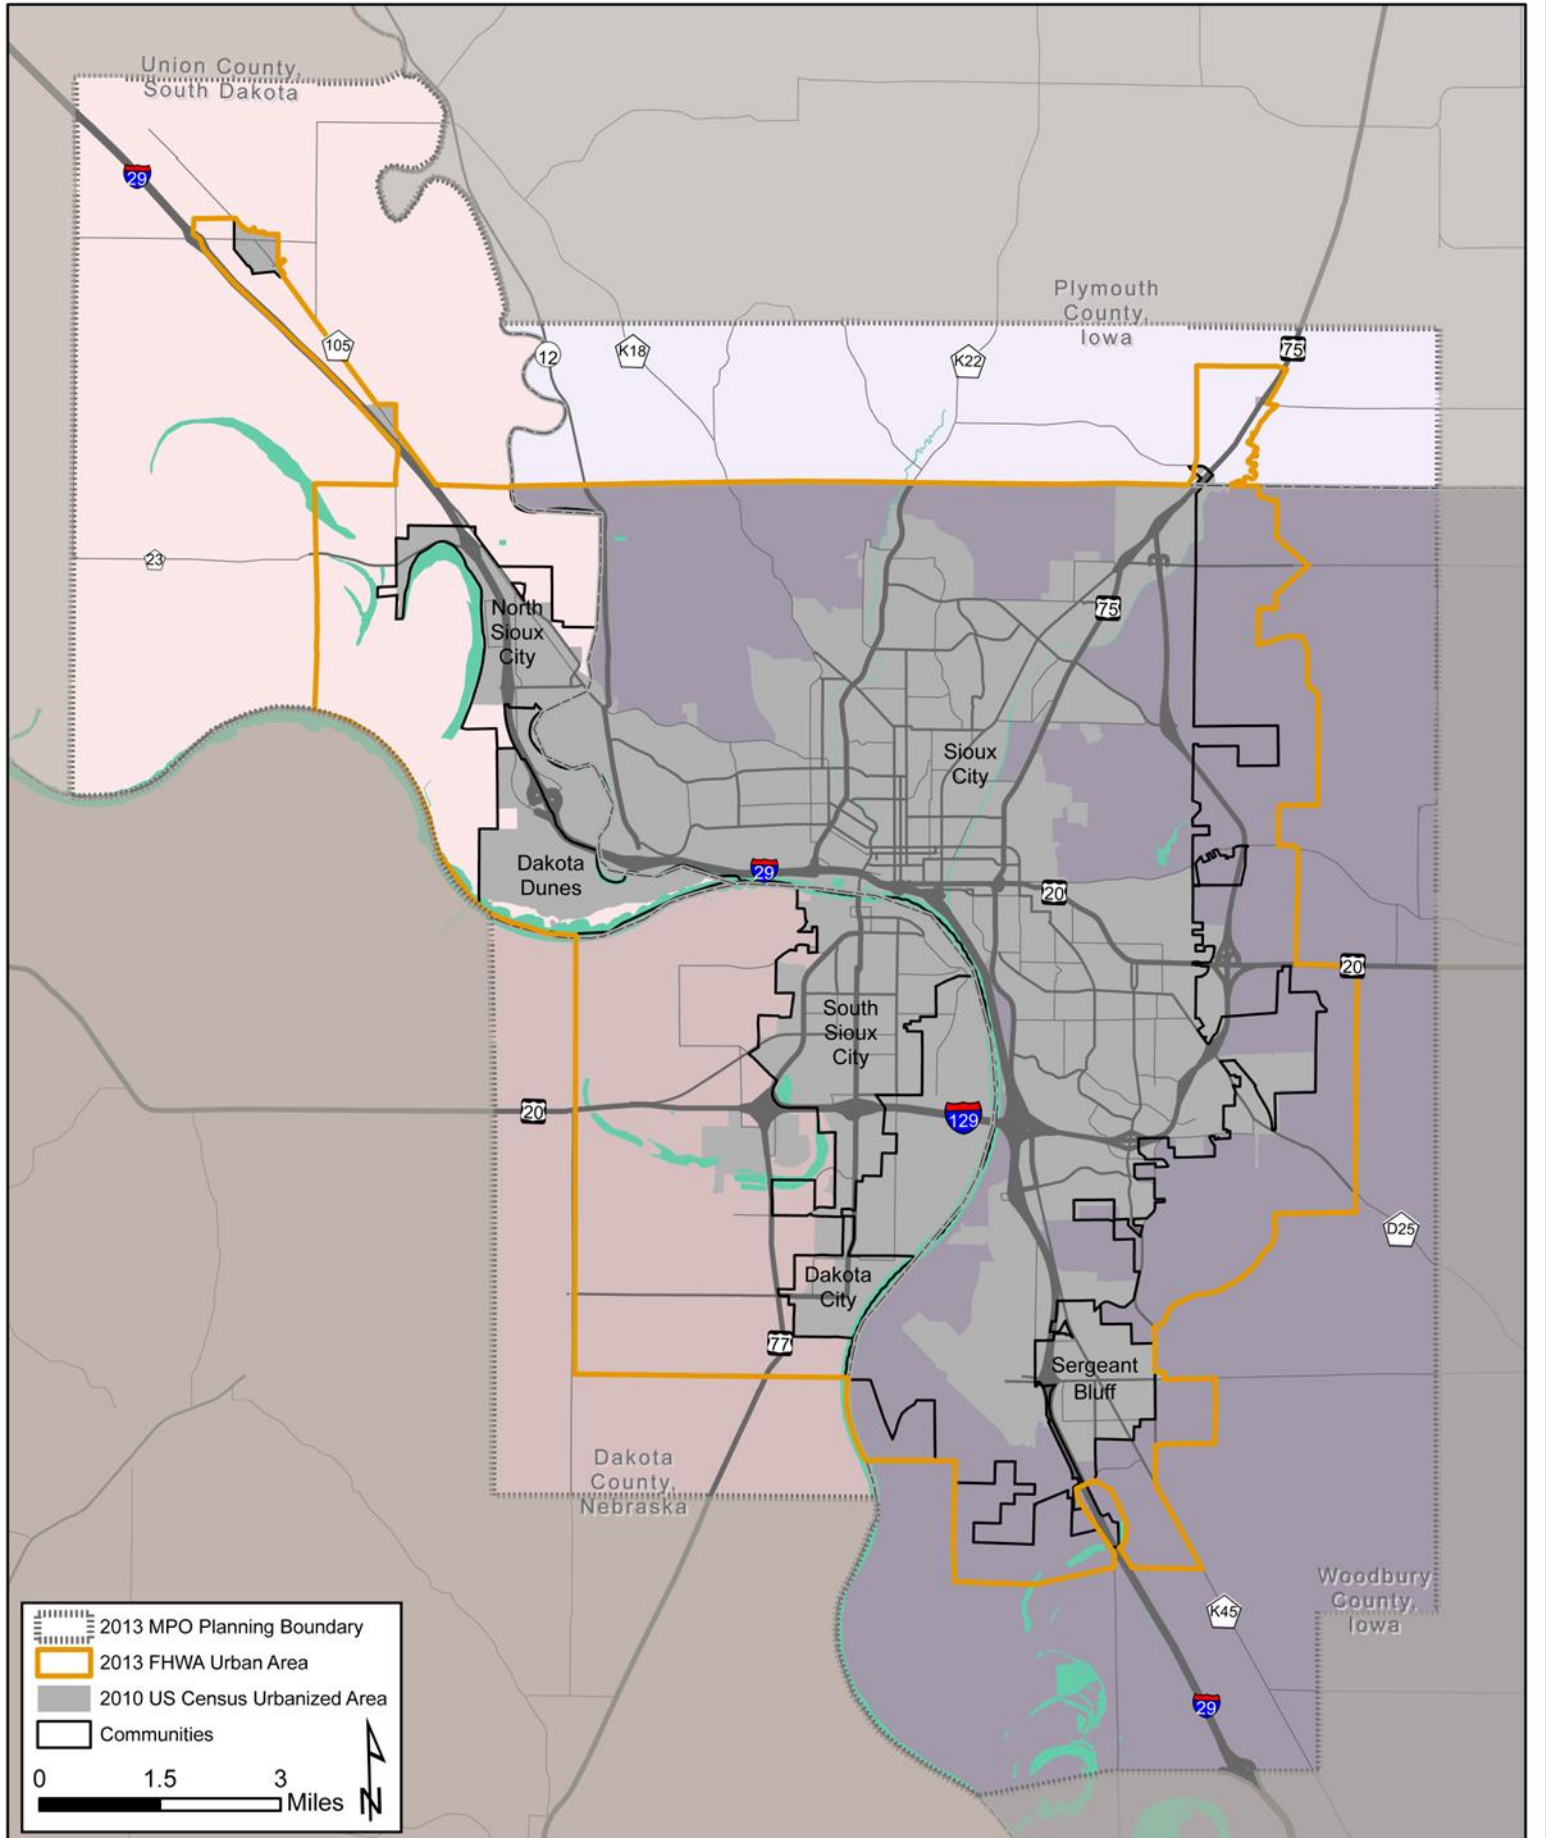 Union County,
South Dakota
29
Plymouth
County,
Iowa
105
12
K18
K22
75
23
North
Sioux
City
75
Sioux
City
Dakota
Dunes
29
20
20
South
Sioux
City
20
129
D25
Dakota
City
77
Sergeant
Bluff
Dakota
County,
Nebraska
Woodbury
County,
Iowa
K45
29
2013 MPO Planning Boundary
2013 FHWA Urban Area
2010 US Census Urbanized Area
Communities
0 1.5 3
Miles
N